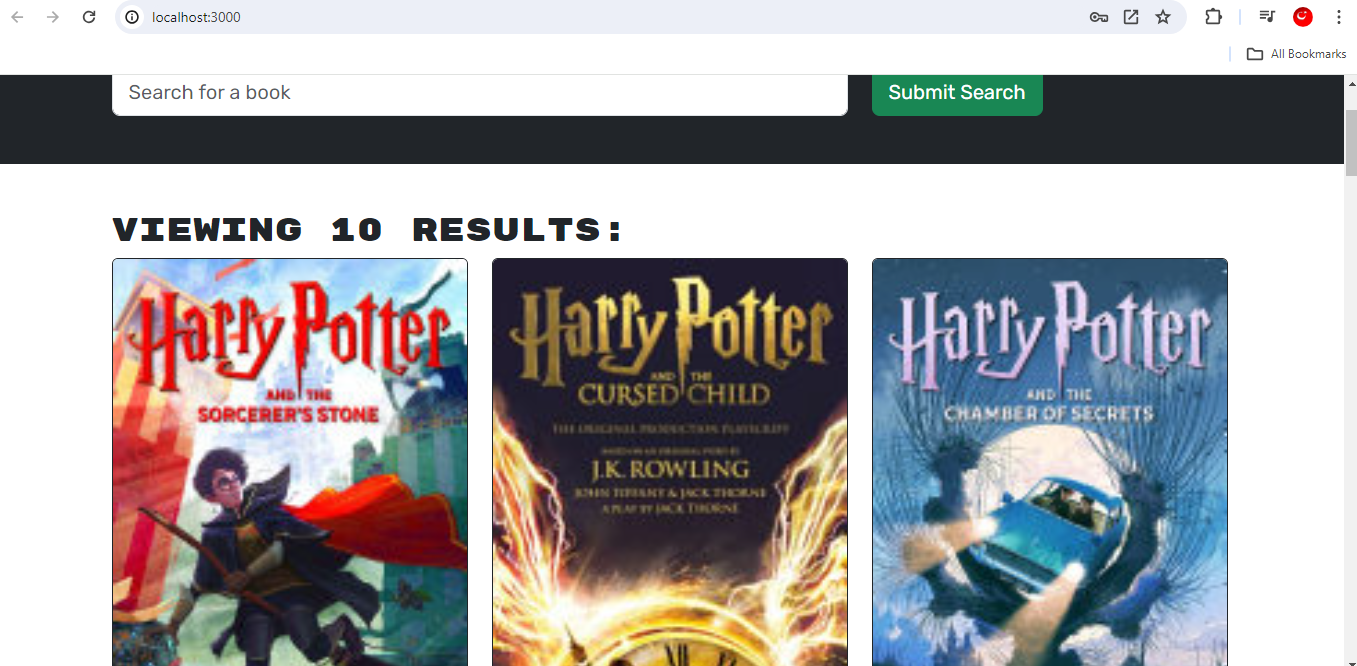 localhost:3000
All Bookmarks
Search for a book
Submit Search
VIEWING 10 RESULTS:
Harry Potter
AND THE
SORCERER'S STONE
Harry Potter
AND THE
CURSED CHILD
THE ORIGINAL PRODUCTION PLAYSCRIPT
BASED ON AN ORIGINAL STORY BY
J.K. ROWLING
JOHN TIFFANY & JACK THORNE
A PLAY BY JACK THORNE
Harry Potter
AND THE
CHAMBER OF SECRETS